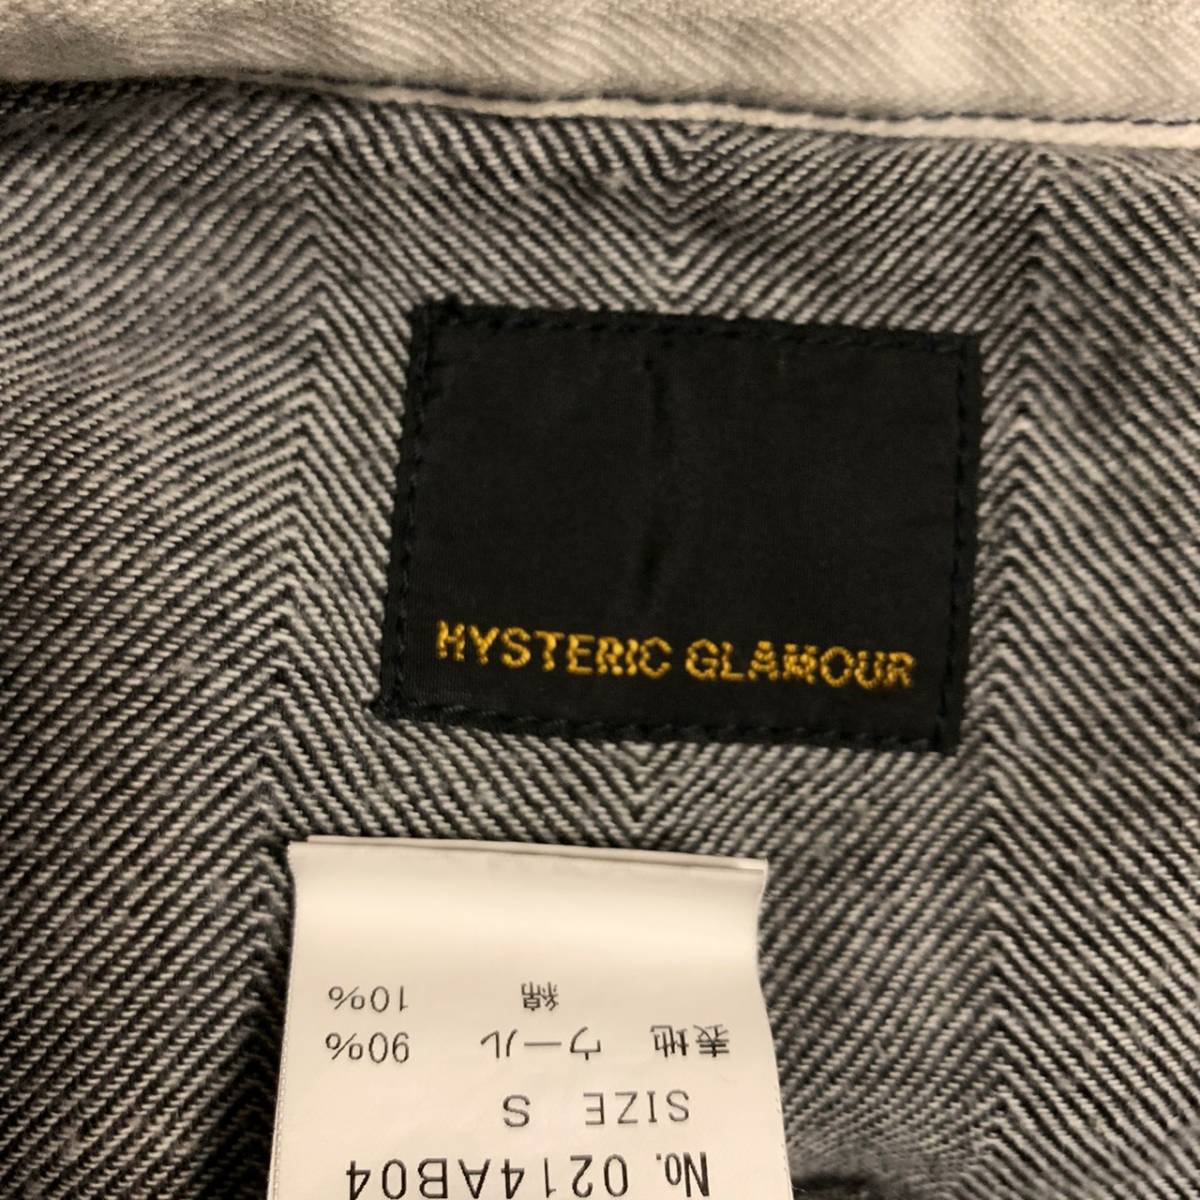 HYSTERIC GLAMOUR
No. 0214AB04
SIZE S
表地 ウール 90%
綿 10%